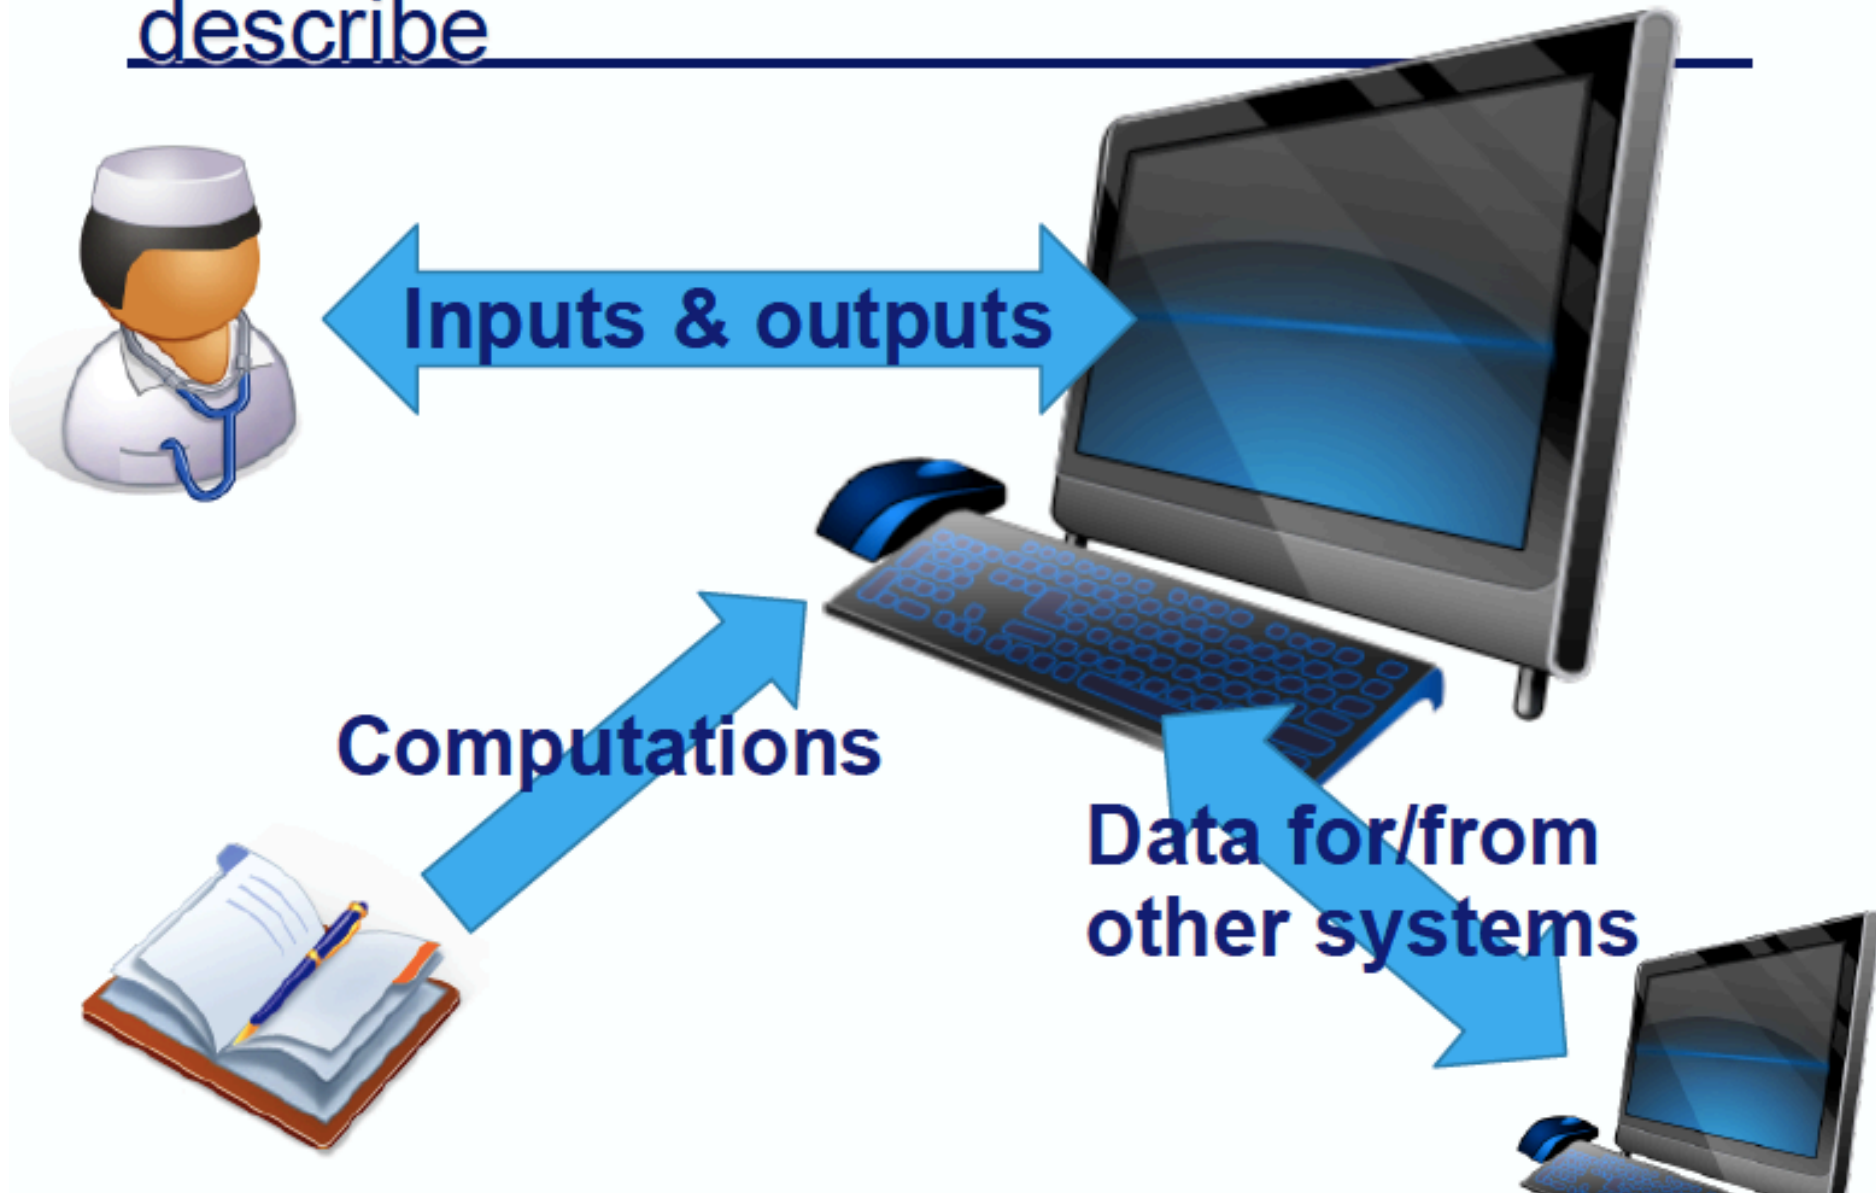 describe
Inputs & outputs
Computations
Data for/from
other systems